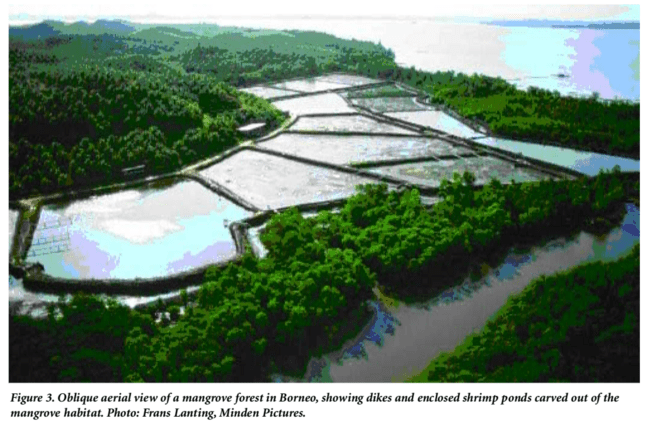 Figure 3. Oblique aerial view of a mangrove forest in Borneo, showing dikes and enclosed shrimp ponds carved out of the
mangrove habitat. Photo: Frans Lanting, Minden Pictures.